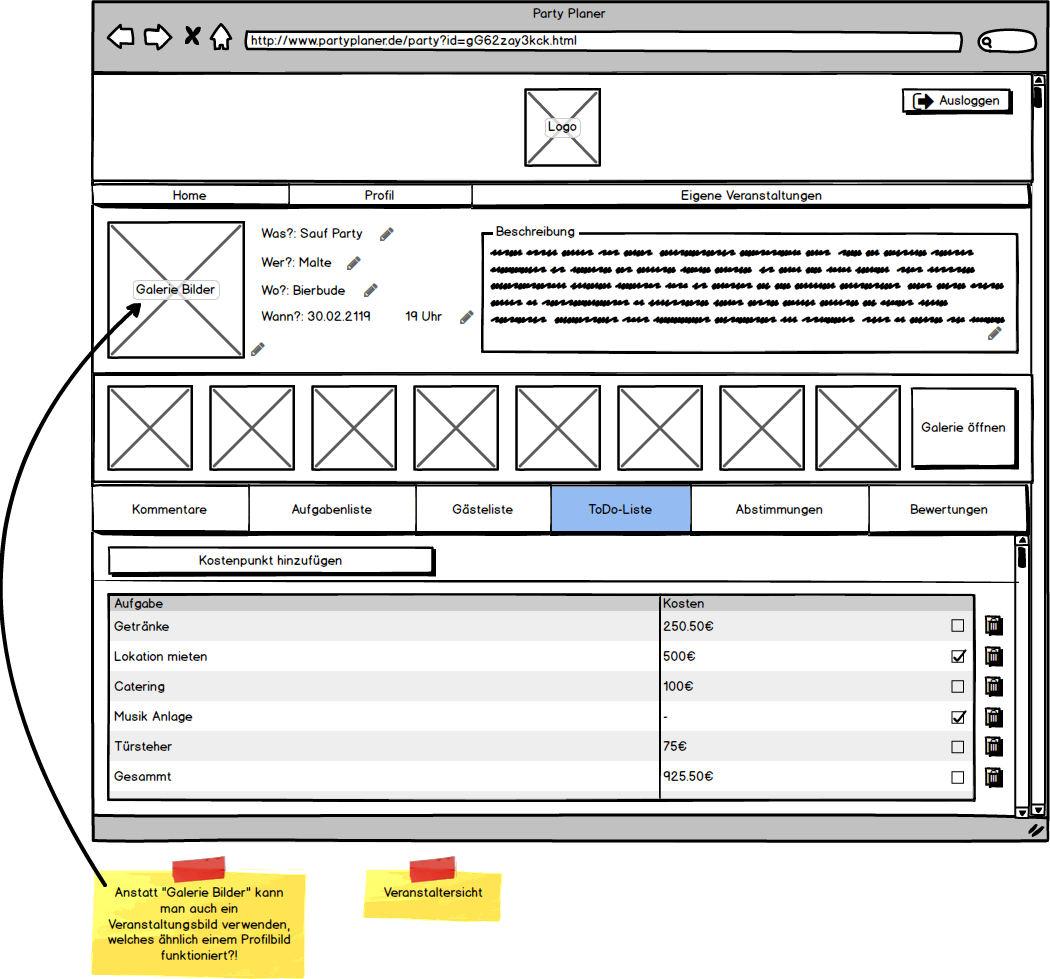 Party Planer
http://www.partyplaner.de/party?id=gG62zay3kck.html
Logo
Ausloggen
Home Profil Eigene Veranstaltungen
Galerie Bilder
Was?: Sauf Party
Wer?: Malte
Wo?: Bierbude
Wann?: 30.02.2119 19 Uhr
Beschreibung
Galerie öffnen
Kommentare Aufgabenliste Gästeliste ToDo-Liste Abstimmungen Bewertungen
Kostenpunkt hinzufügen
Aufgabe Kosten
Getränke 250.50€
Lokation mieten 500€
Catering 100€
Musik Anlage -
Türsteher 75€
Gesammt 925.50€
Anstatt "Galerie Bilder" kann
man auch ein
Veranstaltungsbild verwenden,
welches ähnlich einem Profilbild
funktioniert?!
Veranstaltersicht